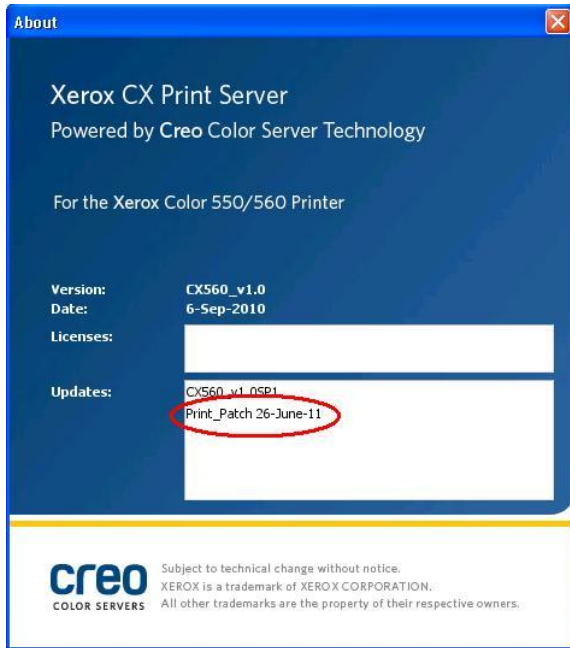 About
Xerox CX Print Server
Powered by Creo Color Server Technology
For the Xerox Color 550/560 Printer
Version: CX560_v1.0
Date: 6-Sep-2010
Licenses:
Updates: CX560_v1.0SP1
Print_Patch 26-June-11
creo
COLOR SERVERS
Subject to technical change without notice.
XEROX is a trademark of XEROX CORPORATION.
All other trademarks are the property of their respective owners.